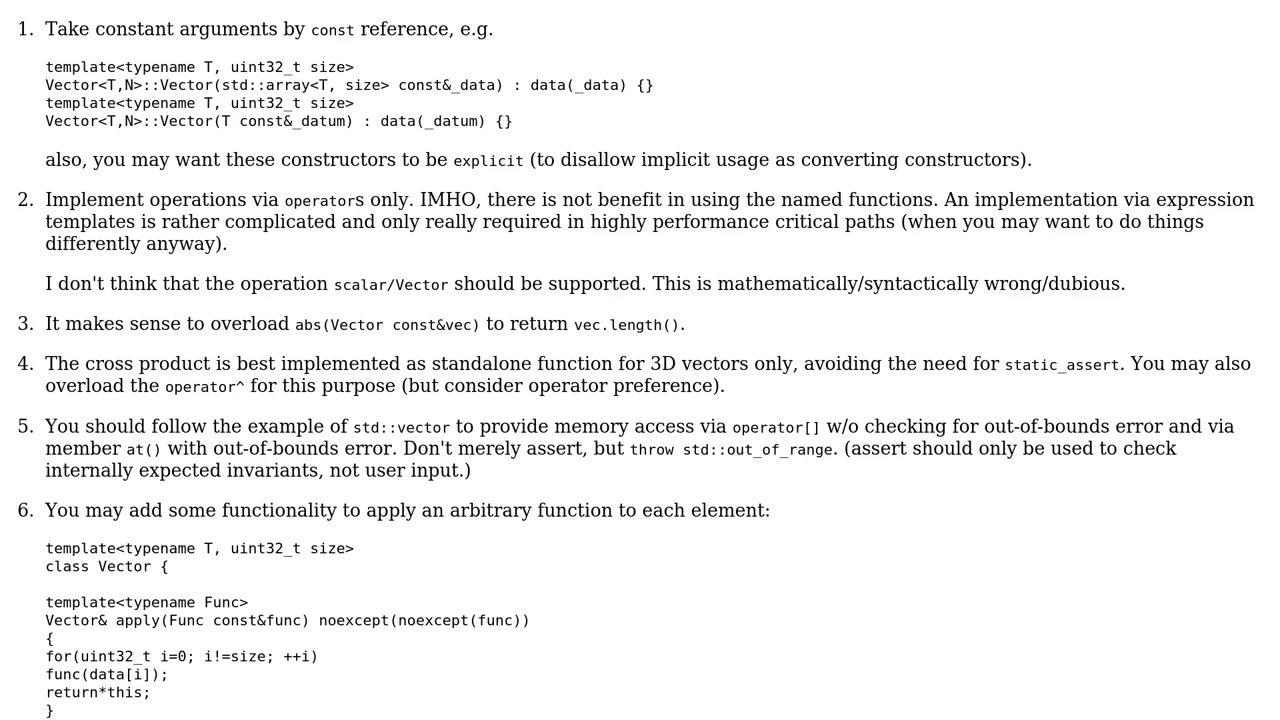 1. Take constant arguments by const reference, e.g.
template<typename T, uint32_t size>
Vector<T,N>::Vector(std::array<T, size> const&_data) : data(_data) {}
template<typename T, uint32_t size>
Vector<T,N>::Vector(T const&_datum) : data(_datum) {}
also, you may want these constructors to be explicit (to disallow implicit usage as converting constructors).
2. Implement operations via operators only. IMHO, there is not benefit in using the named functions. An implementation via expression
templates is rather complicated and only really required in highly performance critical paths (when you may want to do things
differently anyway).
I don't think that the operation scalar/Vector should be supported. This is mathematically/syntactically wrong/dubious.
3. It makes sense to overload abs(Vector const&vec) to return vec.length().
4. The cross product is best implemented as standalone function for 3D vectors only, avoiding the need for static_assert. You may also
overload the operator^ for this purpose (but consider operator preference).
5. You should follow the example of std::vector to provide memory access via operator[] w/o checking for out-of-bounds error and via
member at() with out-of-bounds error. Don't merely assert, but throw std::out_of_range. (assert should only be used to check
internally expected invariants, not user input.)
6. You may add some functionality to apply an arbitrary function to each element:
template<typename T, uint32_t size>
class Vector {
template<typename Func>
Vector& apply(Func const&func) noexcept(noexcept(func))
{
for(uint32_t i=0; i!=size; ++i)
func(data[i]);
return*this;
}